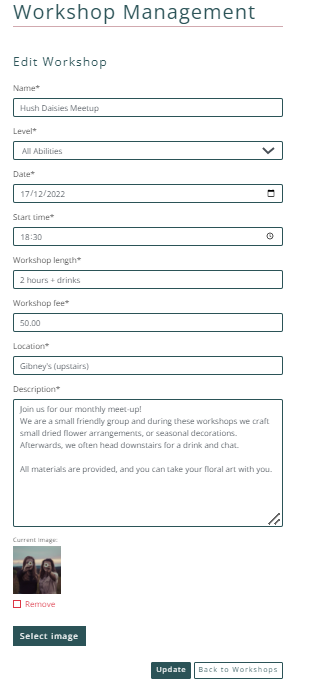 Workshop Management
Edit Workshop
Name*
Hush Daisies Meetup
Level*
All Abilities
Date*
17/12/2022
Start time*
18:30
Workshop length*
2 hours + drinks
Workshop fee*
50.00
Location*
Gibney's (upstairs)
Description*
Join us for our monthly meet-up!
We are a small friendly group and during these workshops we craft
small dried flower arrangements, or seasonal decorations.
Afterwards, we often head downstairs for a drink and chat.
All materials are provided, and you can take your floral art with you.
Current image:
Remove
Select image
Update
Back to Workshops